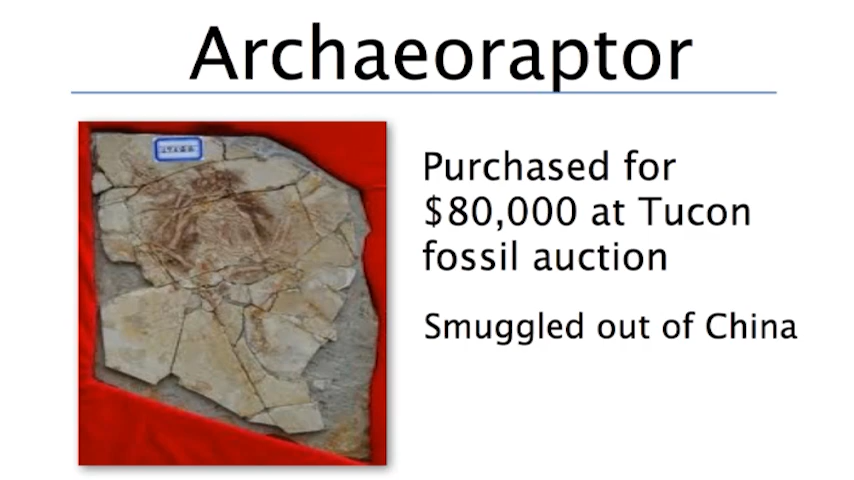 Archaeoraptor
Purchased for
$80,000 at Tucon
fossil auction
Smuggled out of China